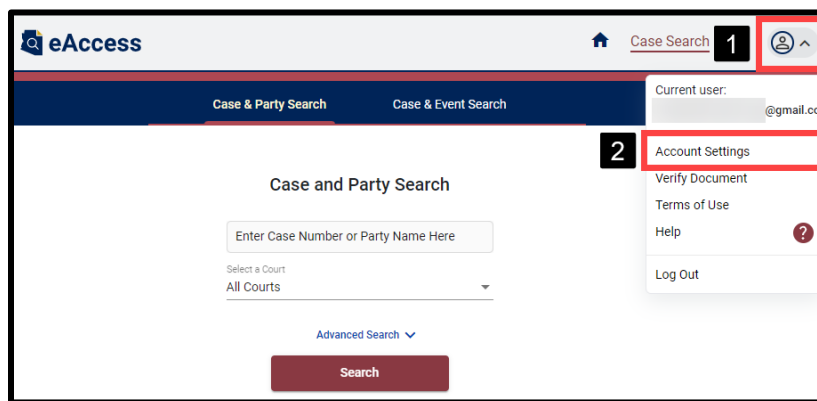 eAccess
Case Search 1
Case & Party Search Case & Event Search
Current user:
@gmail.co
2 Account Settings
Verify Document
Terms of Use
Help ?
Log Out
Case and Party Search
Enter Case Number or Party Name Here
Select a Court
All Courts
Advanced Search
Search